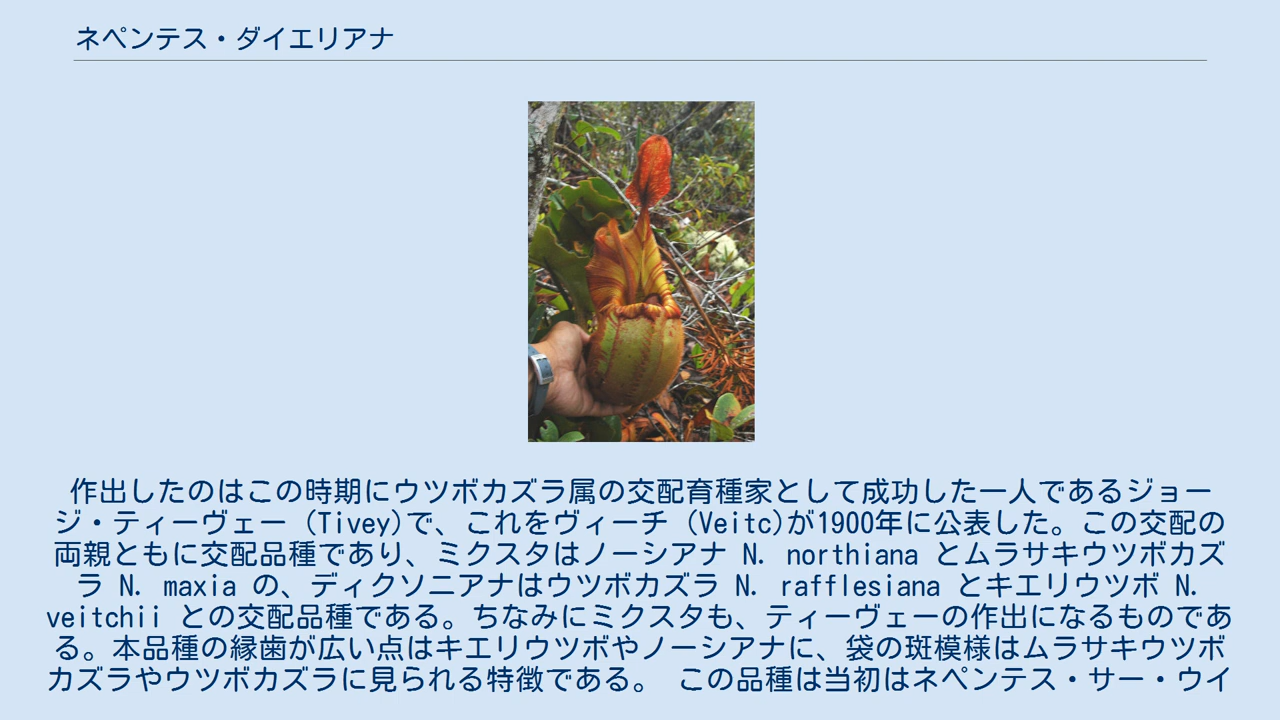 ネペンテス・ダイエリアナ
作出したのはこの時期にウツボカズラ属の交配育種家として成功した一人であるジョー
ジ・ティーヴェー (Tivey)で、これをヴィーチ (Veitc)が1900年に公表した。この交配の
両親ともに交配品種であり、ミクスタはノーシアナ N. northiana とムラサキウツボカズ
ラ N. maxia の、ディクソニアナはウツボカズラ N. rafflesiana とキエリウツボ N.
veitchii との交配品種である。ちなみにミクスタも、ティーヴェーの作出になるものであ
る。本品種の縁歯が広い点はキエリウツボやノーシアナに、袋の斑模様はムラサキウツボ
カズラやウツボカズラに見られる特徴である。 この品種は当初はネペンテス・サー・ウイ